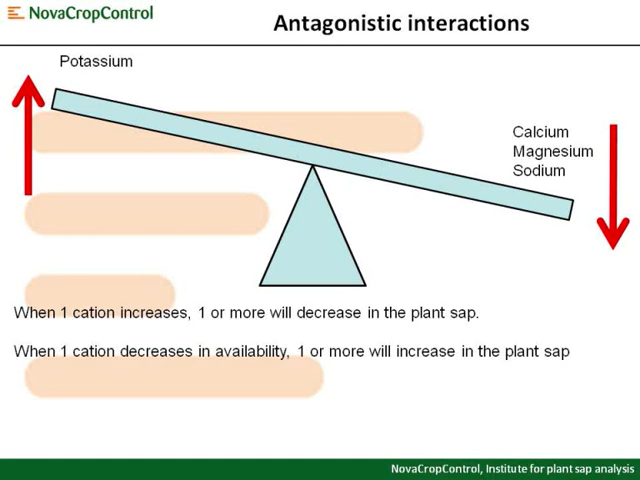 NovaCropControl
Antagonistic interactions
Potassium
Calcium
Magnesium
Sodium
When 1 cation increases, 1 or more will decrease in the plant sap.
When 1 cation decreases in availability, 1 or more will increase in the plant sap
NovaCropControl, Institute for plant sap analysis